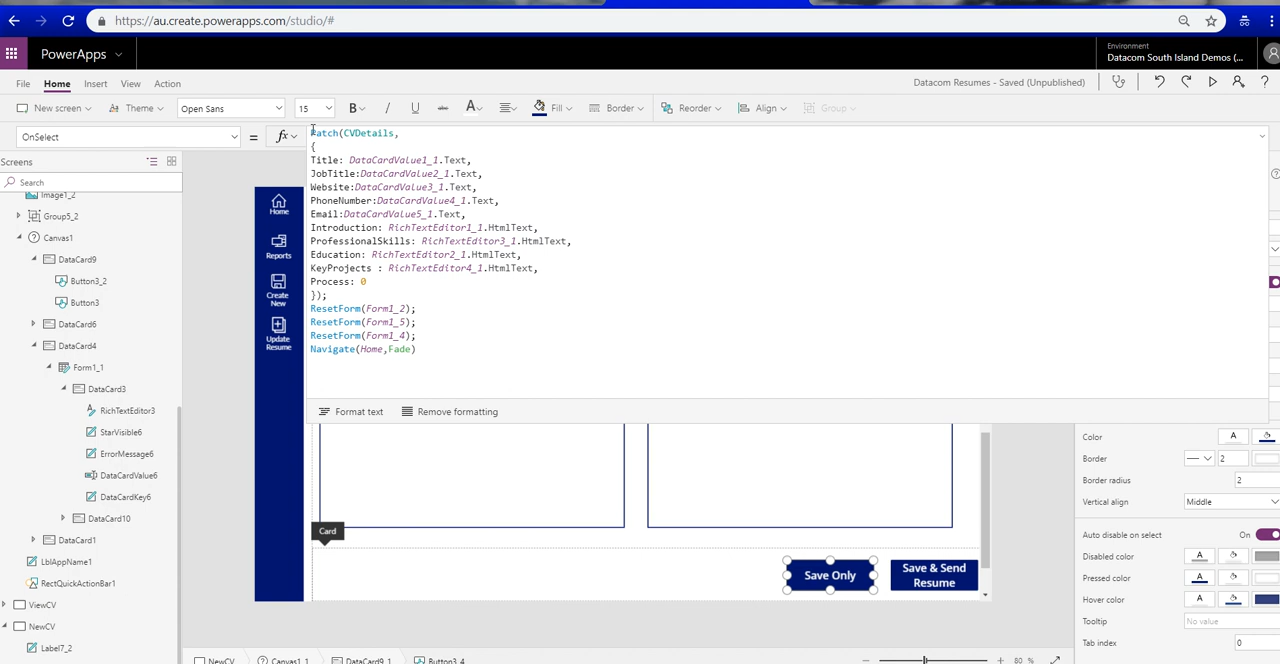 https://au.create.powerapps.com/studio/#
PowerApps
Environment
Datacom South Island Demos (...
File
Home
Insert
View
Action
Datacom Resumes - Saved (Unpublished)
New screen
Theme
Open Sans
15
B
/
U
abc
A
Fill
Border
Reorder
Align
Group
OnSelect
=
fx
Patch(CVDetails,
{
Title: DataCardValue1_1.Text,
JobTitle:DataCardValue2_1.Text,
Website:DataCardValue3_1.Text,
PhoneNumber:DataCardValue4_1.Text,
Email:DataCardValue5_1.Text,
Introduction: RichTextEditor1_1.HtmlText,
ProfessionalSkills: RichTextEditor3_1.HtmlText,
Education: RichTextEditor2_1.HtmlText,
KeyProjects : RichTextEditor4_1.HtmlText,
Process: 0
});
ResetForm(Form1_2);
ResetForm(Form1_5);
ResetForm(Form1_4);
Navigate(Home,Fade)
Format text
Remove formatting
Screens
Search
Image1_2
Group5_2
Canvas1
DataCard9
Button3_2
Button3
DataCard6
DataCard4
Form1_1
DataCard3
RichTextEditor3
StarVisible6
ErrorMessage6
DataCardValue6
DataCardKey6
DataCard10
DataCard1
LblAppName1
RectQuickActionBar1
ViewCV
NewCV
Label7_2
Home
Reports
Create
New
Update
Resume
Card
Save Only
Save & Send
Resume
Color
A
Border
2
Border radius
2
Vertical align
Middle
Auto disable on select
On
Disabled color
A
Pressed color
A
Hover color
A
Tooltip
No value
Tab index
0
NewCV
Canvas1_1
DataCard9_1
Button3_4
80 %